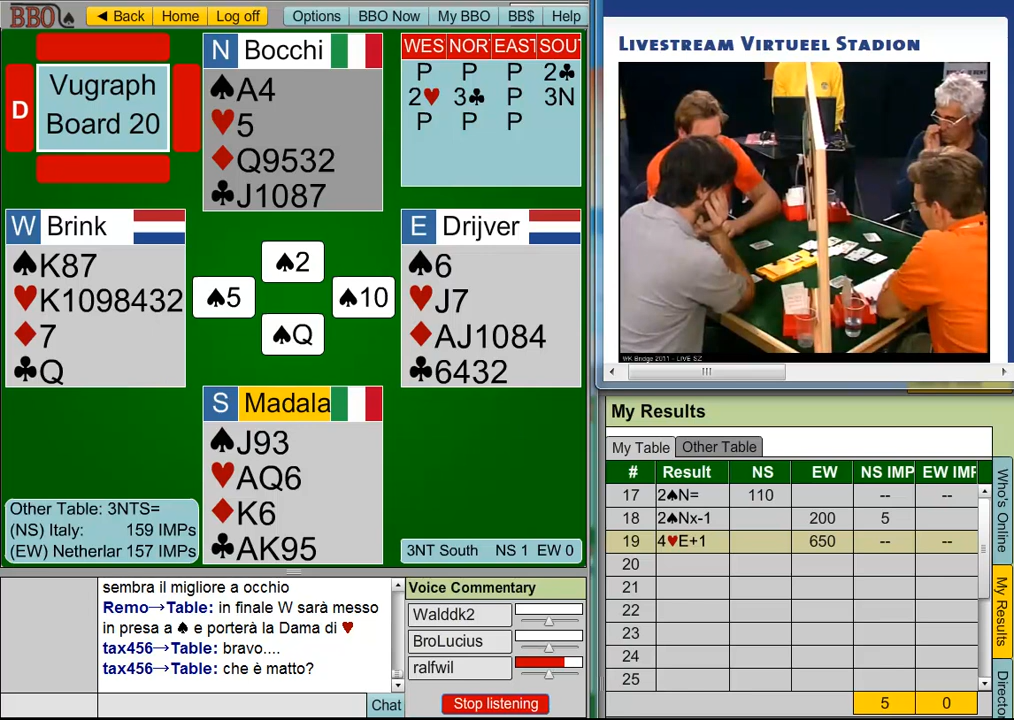 BBO
◄ Back Home Log off Options BBO Now My BBO BB$ Help
D
Vugraph
Board 20
N Bocchi
♠A4
♥5
♦Q9532
♣J1087
WES NOR EAST SOU
P P P 2♣
2♥ 3♣ P 3N
P P P
W Brink
♠K87
♥K1098432
♦7
♣Q
♠2
♠5 ♠10
♠Q
E Drijver
♠6
♥J7
♦AJ1084
♣6432
S Madala
♠J93
♥AQ6
♦K6
♣AK95
Other Table: 3NTS=
(NS) Italy: 159 IMPs
(EW) Netherlar 157 IMPs
3NT South NS 1 EW 0
sembra il migliore a occhio
Remo→Table: in finale W sarà messo
in presa a ♠ e porterà la Dama di ♥
tax456→Table: bravo....
tax456→Table: che è matto?
Chat
Voice Commentary
Walddk2
BroLucius
ralfwil
Stop listening
Livestream Virtueel Stadion
WK Bridge 2011 - LIVE SZ
My Results
My Table Other Table
# Result NS EW NS IMP EW IMF
17 2♠N= 110 -- --
18 2♠Nx-1 200 5 --
19 4♥E+1 650 -- --
20
21
22
23
24
25
5 0
Who's Online
My Results
Director